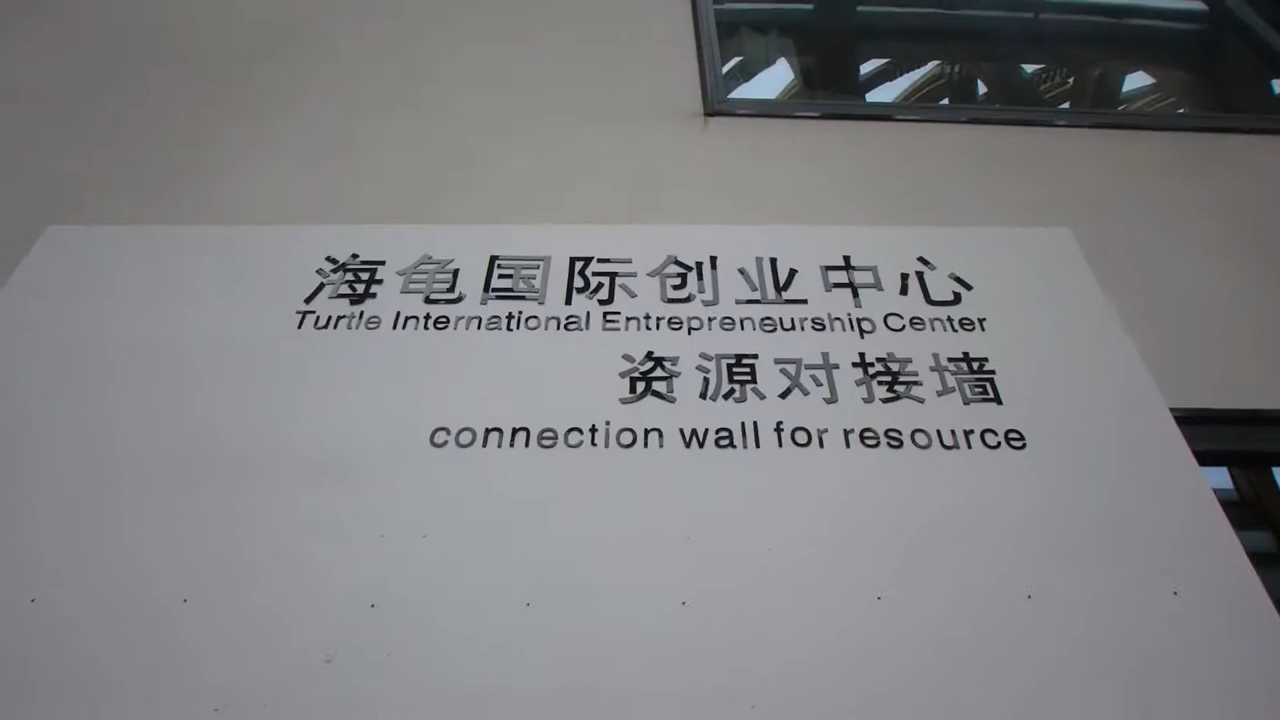 海龟国际创业中心
Turtle International Entrepreneurship Center
资源对接墙
connection wall for resource